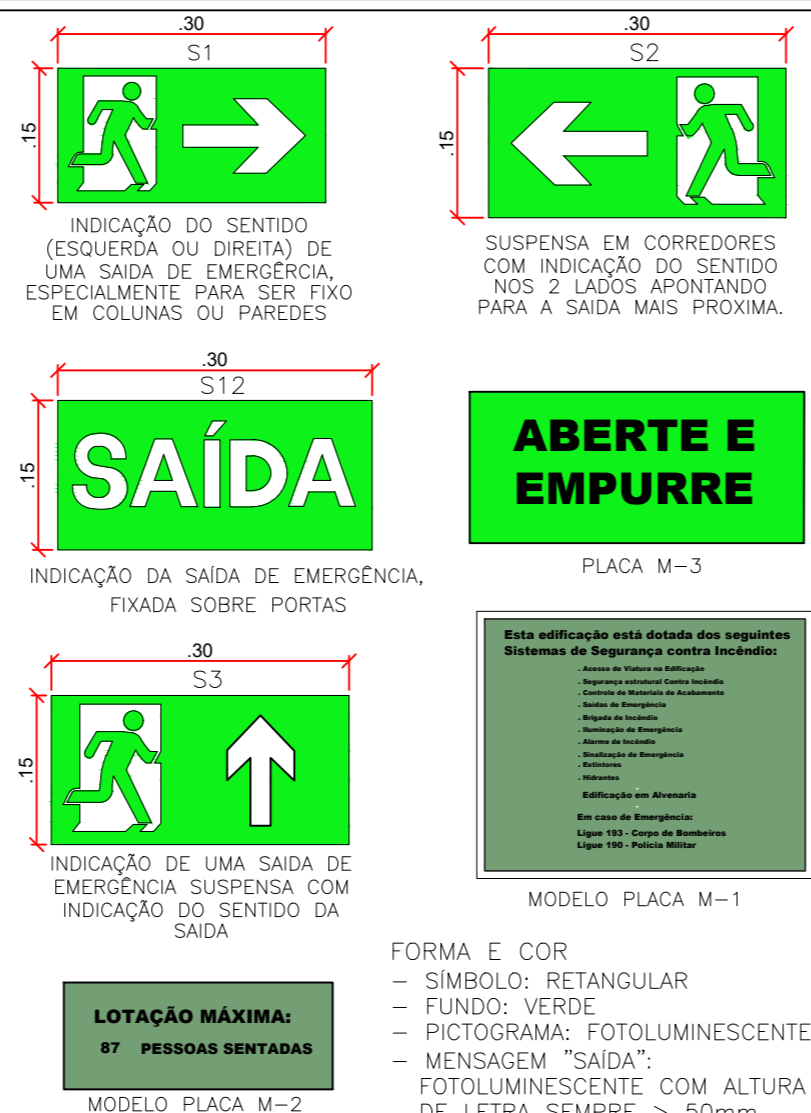 .30
S1
.15
INDICAÇÃO DO SENTIDO
(ESQUERDA OU DIREITA) DE
UMA SAIDA DE EMERGÊRCIA,
ESPECIALMENTE PARA SER FIXO
EM COLUNAS OU PAREDES
.30
S2
.15
SUSPENSA EM CORREDORES
COM INDICAÇÃO DO SENTIDO
NOS 2 LADOS APONTANDO
PARA A SAIDA MAIS PROXIMA.
.30
S12
.15
SAÍDA
INDICAÇÃO DA SAÍDA DE EMERGÊNCIA,
FIXADA SOBRE PORTAS
ABERTE E
EMPURRE
PLACA M-3
.30
S3
.15
INDICAÇÃO DE UMA SAIDA DE
EMERGÊNCIA SUSPENSA COM
INDICAÇÃO DO SENTIDO DA
SAIDA
Esta edificação está dotada dos seguintes
Sistemas de Segurança contra Incêndio:
. Acesso de Viatura na Edificação
. Segurança estrutural Contra Incêndio
. Controle de Materiais de Acabamento
. Saídas de Emergência
. Brigada de Incêndio
. Iluminação de Emergência
. Alarme de Incêndio
. Sinalização de Emergência
. Extintores
. Hidrantes
Edificação em Alvenaria
Em caso de Emergência:
Ligue 193 - Corpo de Bombeiros
Ligue 190 - Polícia Militar
MODELO PLACA M-1
LOTAÇÃO MÁXIMA:
87 PESSOAS SENTADAS
MODELO PLACA M-2
FORMA E COR
- SÍMBOLO: RETANGULAR
- FUNDO: VERDE
- PICTOGRAMA: FOTOLUMINESCENTE
- MENSAGEM "SAÍDA":
FOTOLUMINESCENTE COM ALTURA
DE LETRA SEMPRE > 50mm